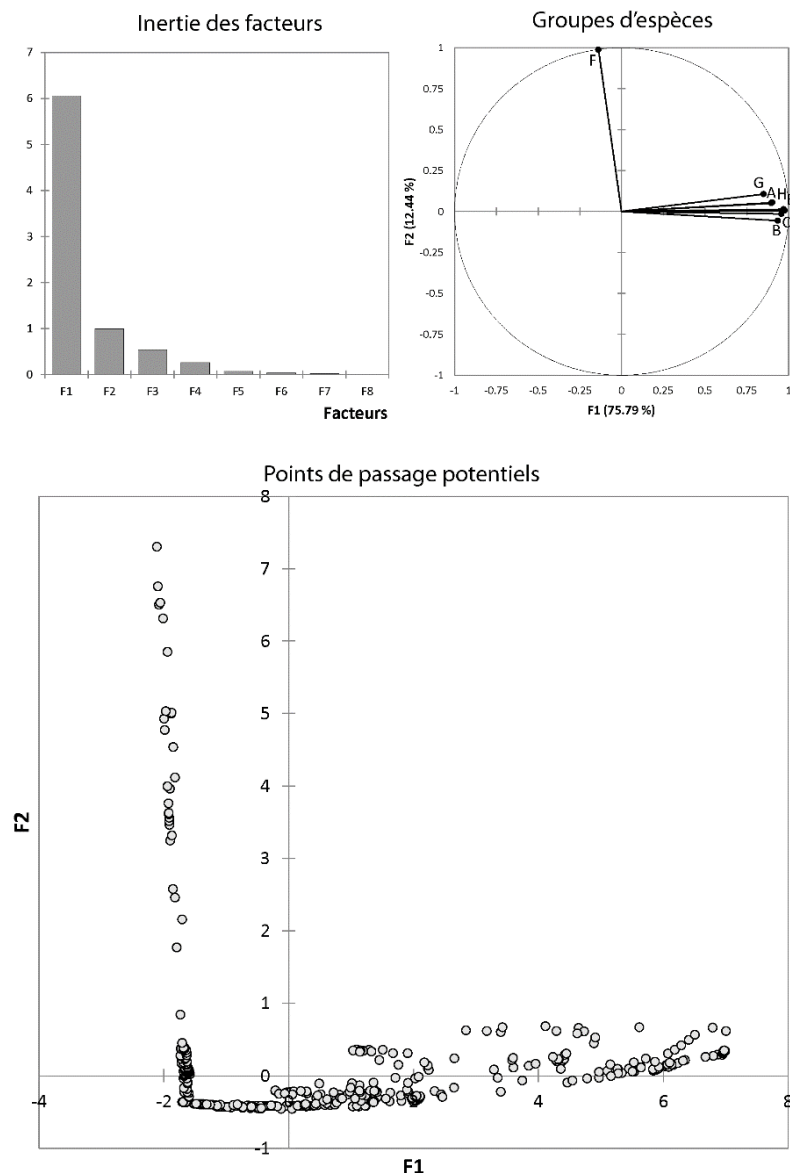 Inertie des facteurs
7
6
5
4
3
2
1
0
F1 F2 F3 F4 F5 F6 F7 F8
Facteurs
Groupes d'espèces
1
0.75
0.5
0.25
0
-0.25
-0.5
-0.75
-1
F2 (12.44 %)
F
G A H
B C
-1 -0.75 -0.5 -0.25 0 0.25 0.5 0.75 1
F1 (75.79 %)
Points de passage potentiels
8
7
6
5
4
3
2
1
0
-1
F2
-4 -2 0 2 4 6 8
F1